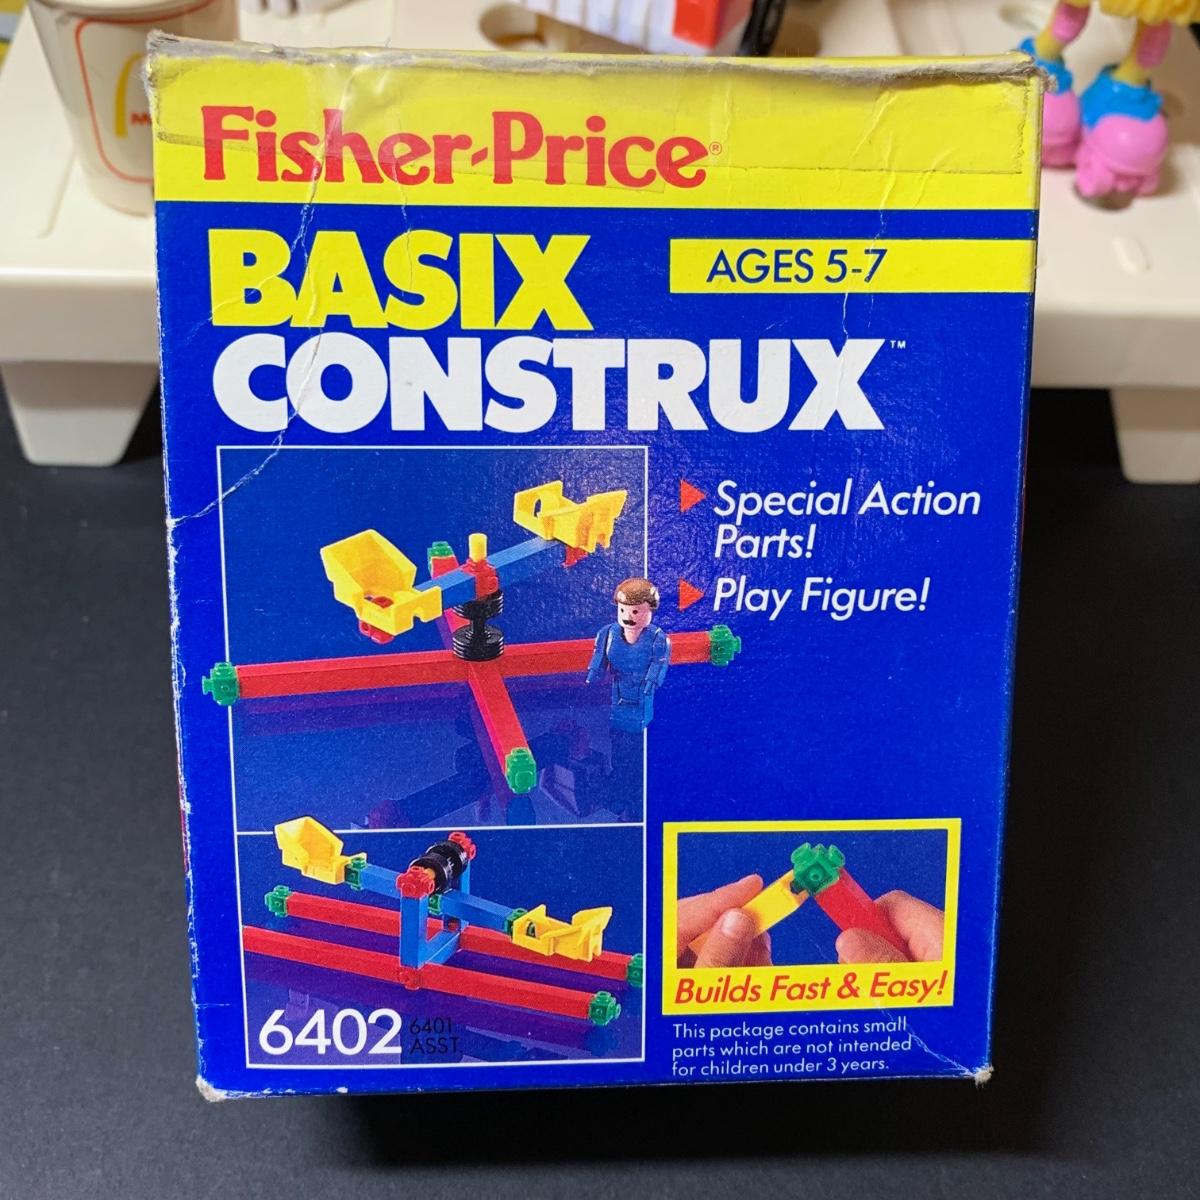 Fisher-Price®
BASIX
AGES 5-7
CONSTRUX™
Special Action
Parts!
Play Figure!
Builds Fast & Easy!
6402
6401
ASST.
This package contains small
parts which are not intended
for children under 3 years.